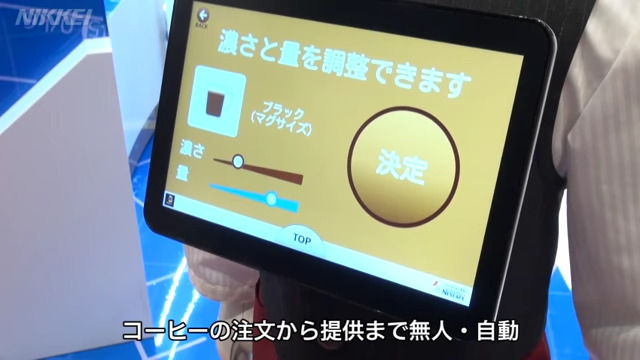 NIKKEI
BACK
濃さと量を調整できます
ブラック
(マグサイズ)
濃さ
量
決定
TOP
NESCAFÉ
コーヒーの注文から提供まで無人・自動